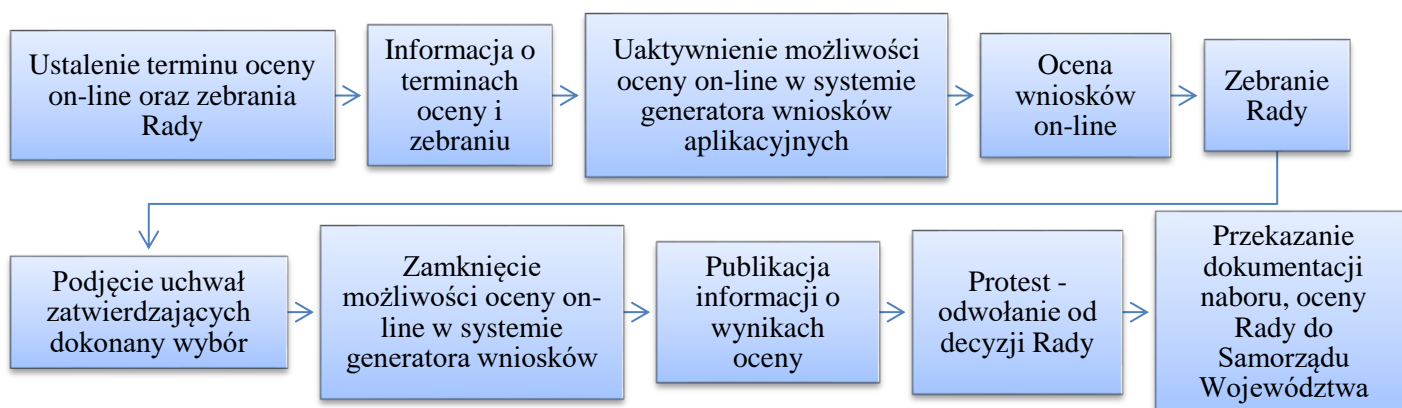 Ustalenie terminu oceny
on-line oraz zebrania
Rady
Informacja o
terminach
oceny i
zebraniu
Uaktywnienie możliwości
oceny on-line w systemie
generatora wniosków
aplikacyjnych
Ocena
wniosków
on-line
Zebranie
Rady
Podjęcie uchwał
zatwierdzających
dokonany wybór
Zamknięcie
możliwości oceny on-
line w systemie
generatora wniosków
Publikacja
informacji o
wynikach
oceny
Protest -
odwołanie od
decyzji Rady
Przekazanie
dokumentacji
naboru, oceny
Rady do
Samorządu
Województwa